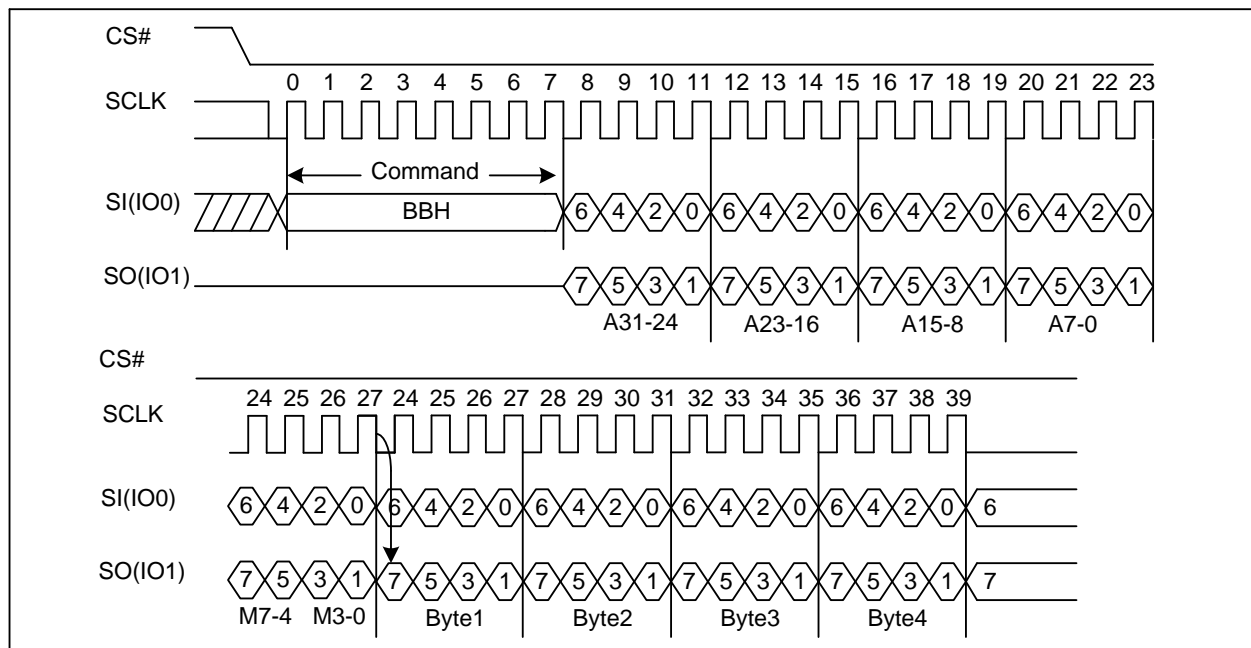 CS#
0 1 2 3 4 5 6 7 8 9 10 11 12 13 14 15 16 17 18 19 20 21 22 23
SCLK
Command
SI(IO0) BBH 6 4 2 0 6 4 2 0 6 4 2 0 6 4 2 0
SO(IO1) 7 5 3 1 7 5 3 1 7 5 3 1 7 5 3 1
A31-24 A23-16 A15-8 A7-0
CS#
24 25 26 27 24 25 26 27 28 29 30 31 32 33 34 35 36 37 38 39
SCLK
SI(IO0) 6 4 2 0 6 4 2 0 6 4 2 0 6 4 2 0 6 4 2 0 6
SO(IO1) 7 5 3 1 7 5 3 1 7 5 3 1 7 5 3 1 7 5 3 1 7
M7-4 M3-0 Byte1 Byte2 Byte3 Byte4